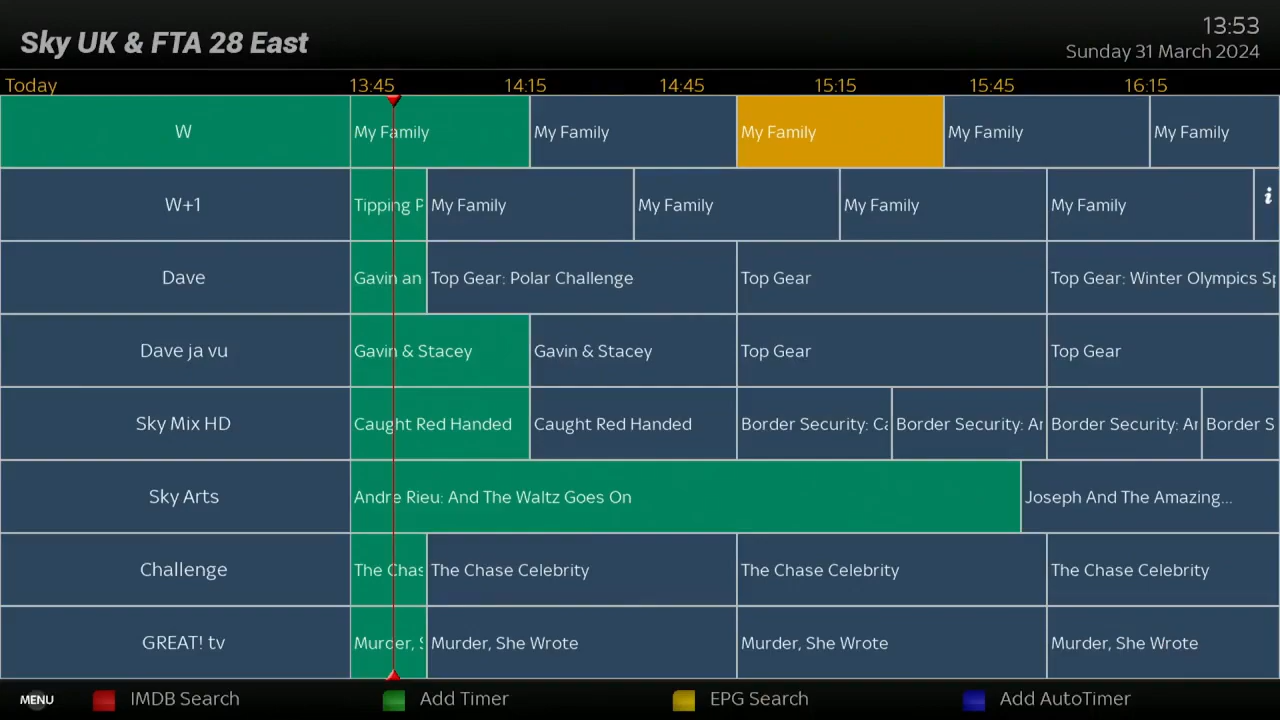 Sky UK & FTA 28 East
13:53
Sunday 31 March 2024
Today 13:45 14:15 14:45 15:15 15:45 16:15
W My Family My Family My Family My Family My Family
W+1 Tipping P My Family My Family My Family My Family i
Dave Gavin an Top Gear: Polar Challenge Top Gear Top Gear: Winter Olympics Sp
Dave ja vu Gavin & Stacey Gavin & Stacey Top Gear Top Gear
Sky Mix HD Caught Red Handed Caught Red Handed Border Security: Ca Border Security: Ar Border Security: Ar Border S
Sky Arts Andre Rieu: And The Waltz Goes On Joseph And The Amazing...
Challenge The Chas The Chase Celebrity The Chase Celebrity The Chase Celebrity
GREAT! tv Murder, S Murder, She Wrote Murder, She Wrote Murder, She Wrote
MENU IMDB Search Add Timer EPG Search Add AutoTimer